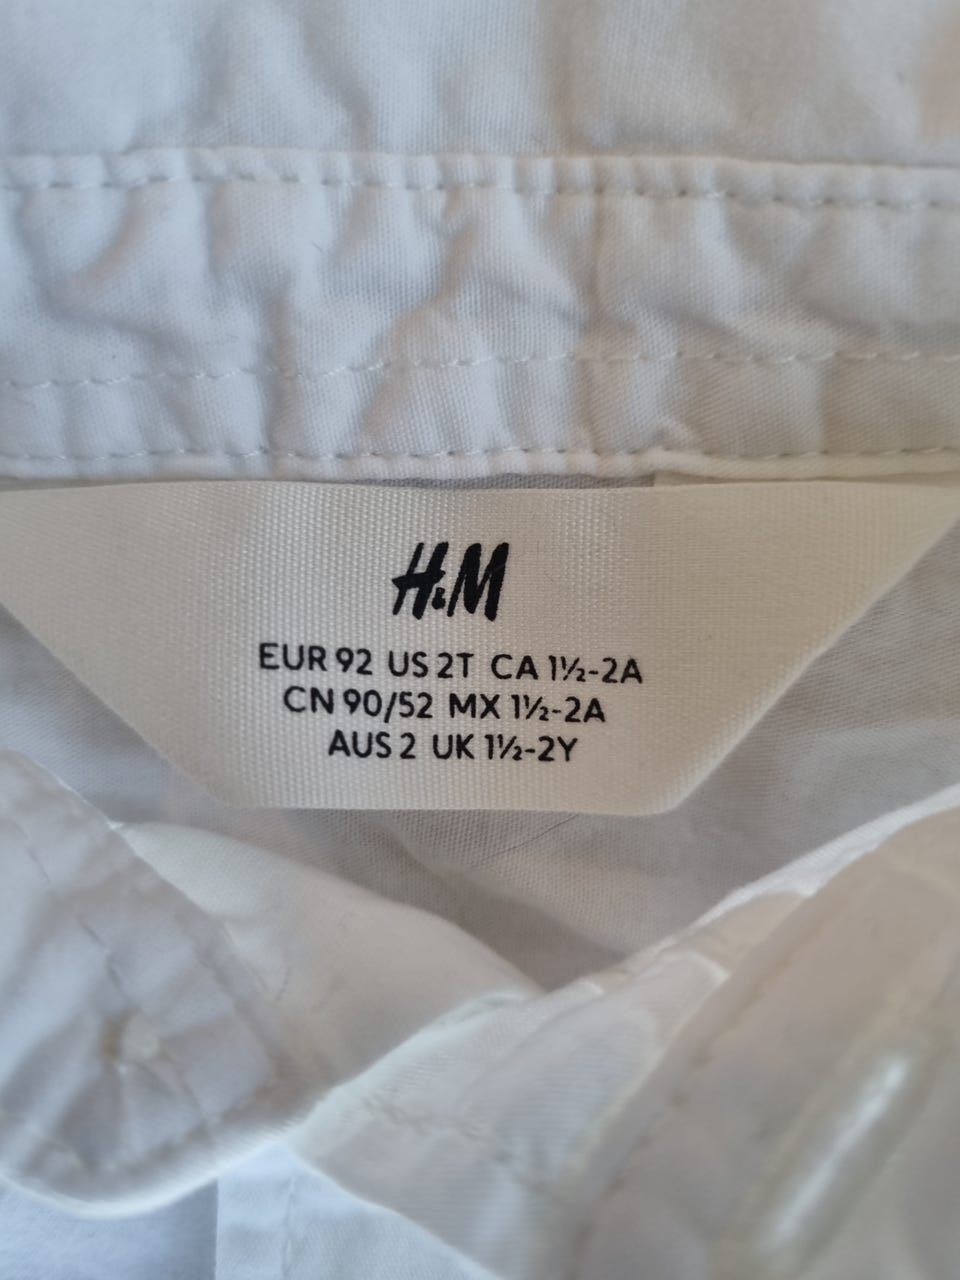 H&M
EUR 92 US 2T CA 1½-2A
CN 90/52 MX 1½-2A
AUS 2 UK 1½-2Y